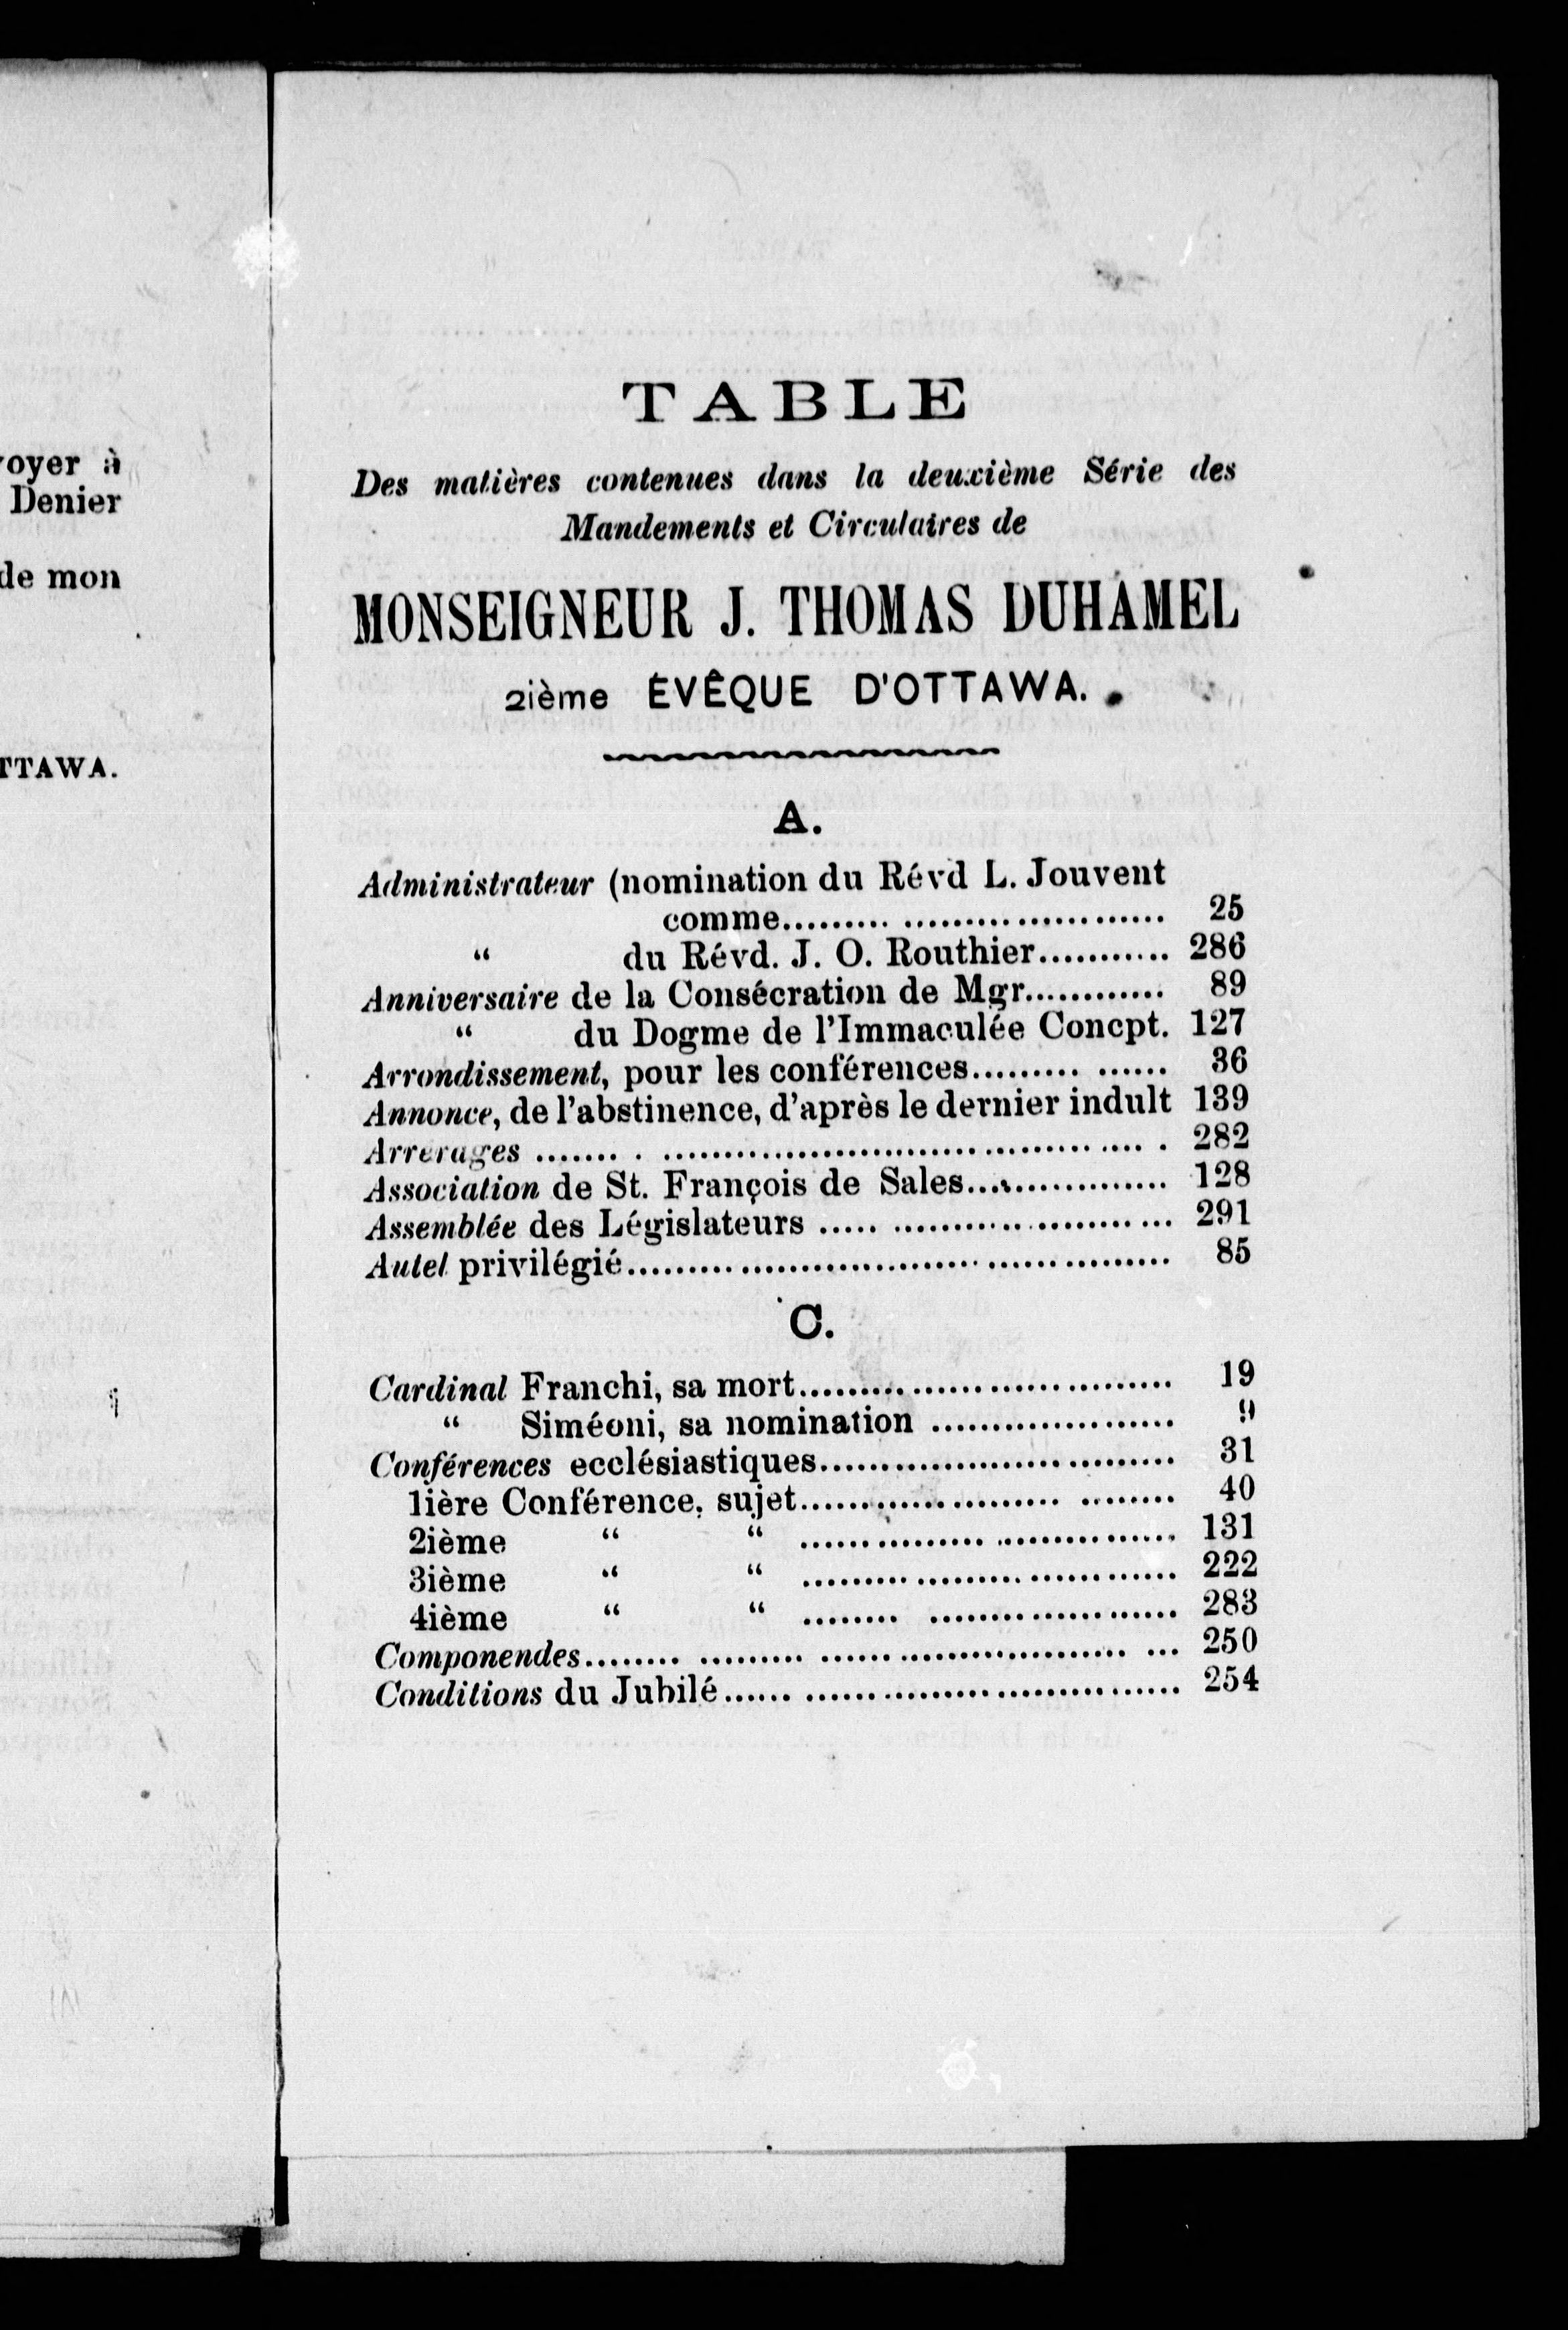 voyer à
Denier
de mon
TTAWA.
TABLE
Des matières contenues dans la deuxième Série des
Mandements et Circulaires de
MONSEIGNEUR J. THOMAS DUHAMEL
2ième ÉVÊQUE D'OTTAWA.
A.
Administrateur (nomination du Révd L. Jouvent
comme......... ...................... 25
“ du Révd. J. O. Routhier........... 286
Anniversaire de la Consécration de Mgr............. 89
“ du Dogme de l'Immaculée Concpt. 127
Arrondissement, pour les conférences......... ...... 36
Annonce, de l'abstinence, d'après le dernier indult 139
Arrerages ....... . .................................... .... . 282
Association de St. François de Sales.................. 128
Assemblée des Législateurs ..... ........................ 291
Autel privilégié................................ ............... 85
C.
Cardinal Franchi, sa mort................................. 19
“ Siméoni, sa nomination ..................... 9
Conférences ecclésiastiques............................... 31
1ière Conférence, sujet....................... ........ 40
2ième “ “ ................. ................. 131
3ième “ “ ................................... 222
4ième “ “ ........ ........................ 283
Componendes........ ......... .......................... ... 250
Conditions du Jubilé...... ............................... 254